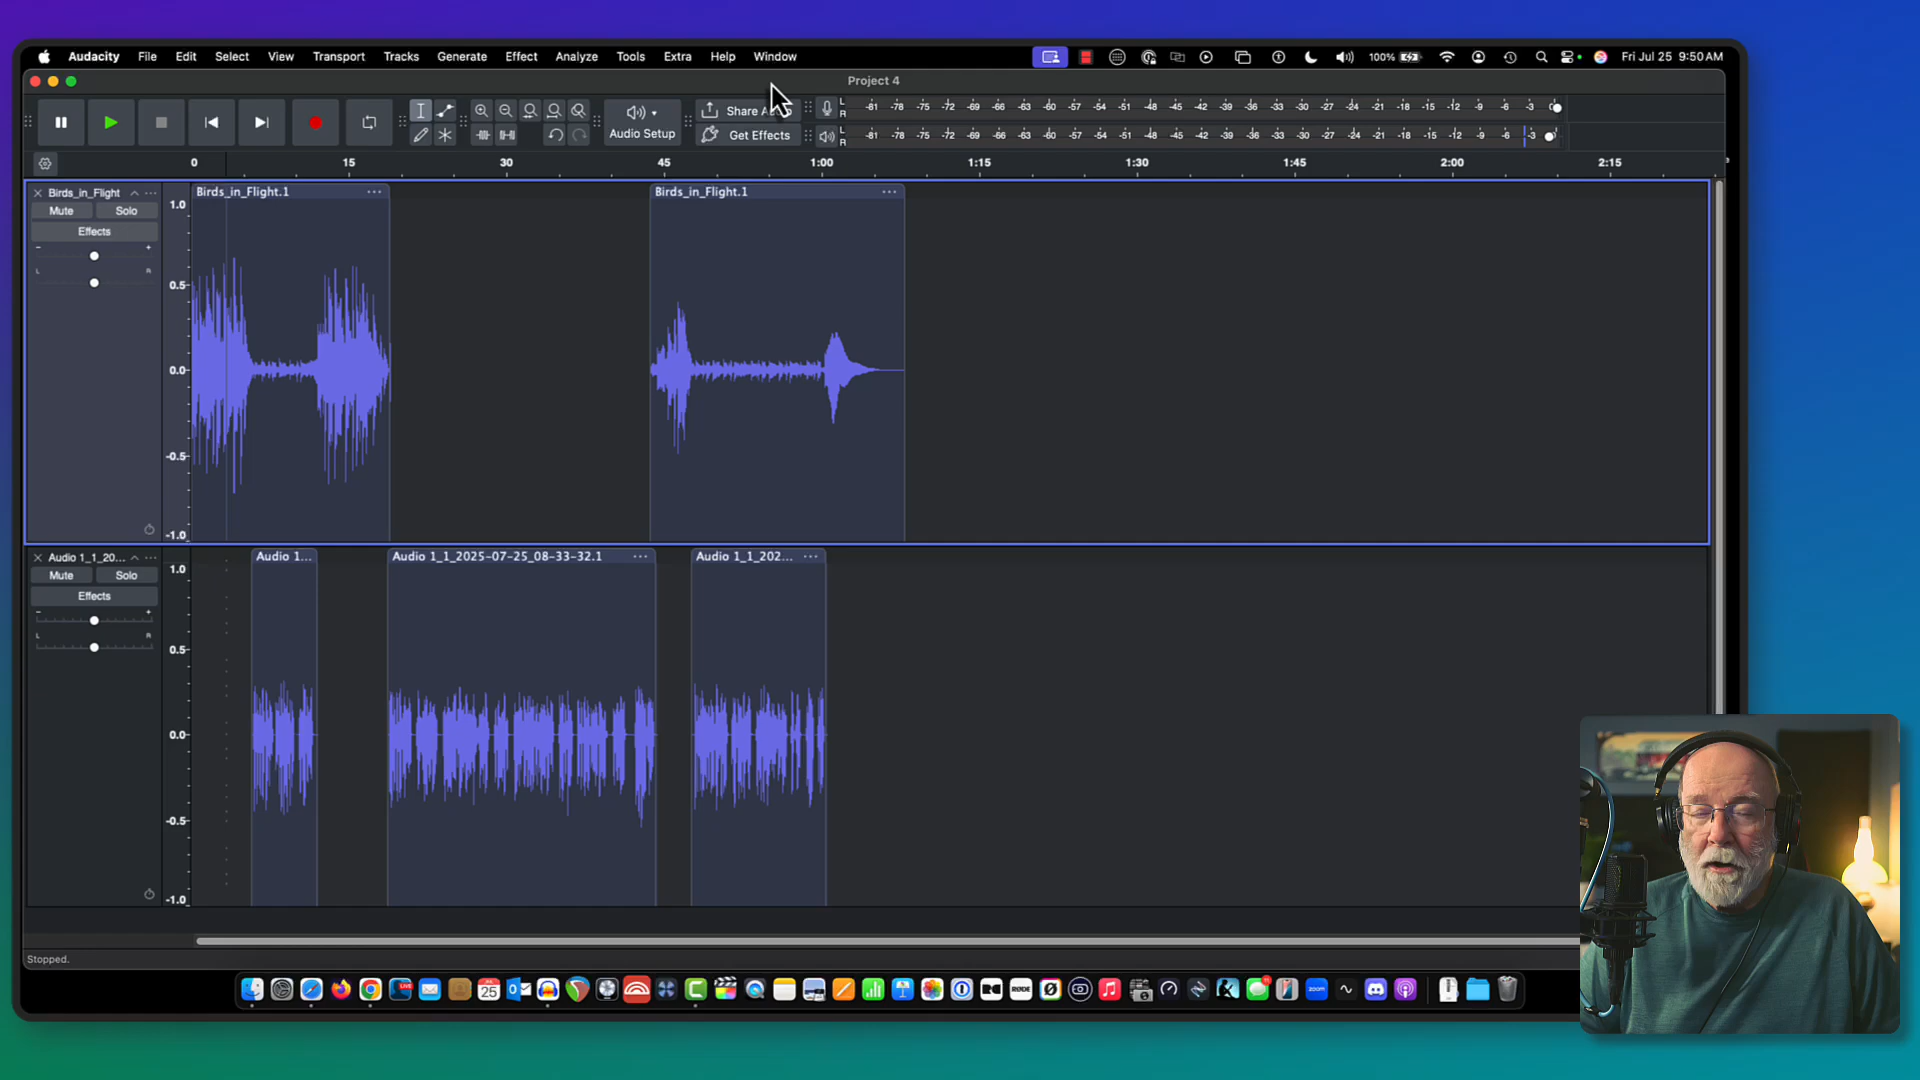 Audacity File Edit Select View Transport Tracks Generate Effect Analyze Tools Extra Help Window 100% Fri Jul 25 9:50 AM
Project 4
Audio Setup
Share
Get Effects
L
R
-81 -78 -75 -72 -69 -66 -63 -60 -57 -54 -51 -48 -45 -42 -39 -36 -33 -30 -27 -24 -21 -18 -15 -12 -9 -6 -3 0
L
R
-81 -78 -75 -72 -69 -66 -63 -60 -57 -54 -51 -48 -45 -42 -39 -36 -33 -30 -27 -24 -21 -18 -15 -12 -9 -6 -3
0 15 30 45 1:00 1:15 1:30 1:45 2:00 2:15
Birds_in_Flight
Mute Solo
Effects
- +
L R
1.0
0.5
0.0
-0.5
-1.0
Birds_in_Flight.1
Birds_in_Flight.1
Audio 1_1_20...
Mute Solo
Effects
- +
L R
1.0
0.5
0.0
-0.5
-1.0
Audio 1...
Audio 1_1_2025-07-25_08-33-32.1
Audio 1_1_202...
Stopped.
LIVE
25
RØDE
zoom